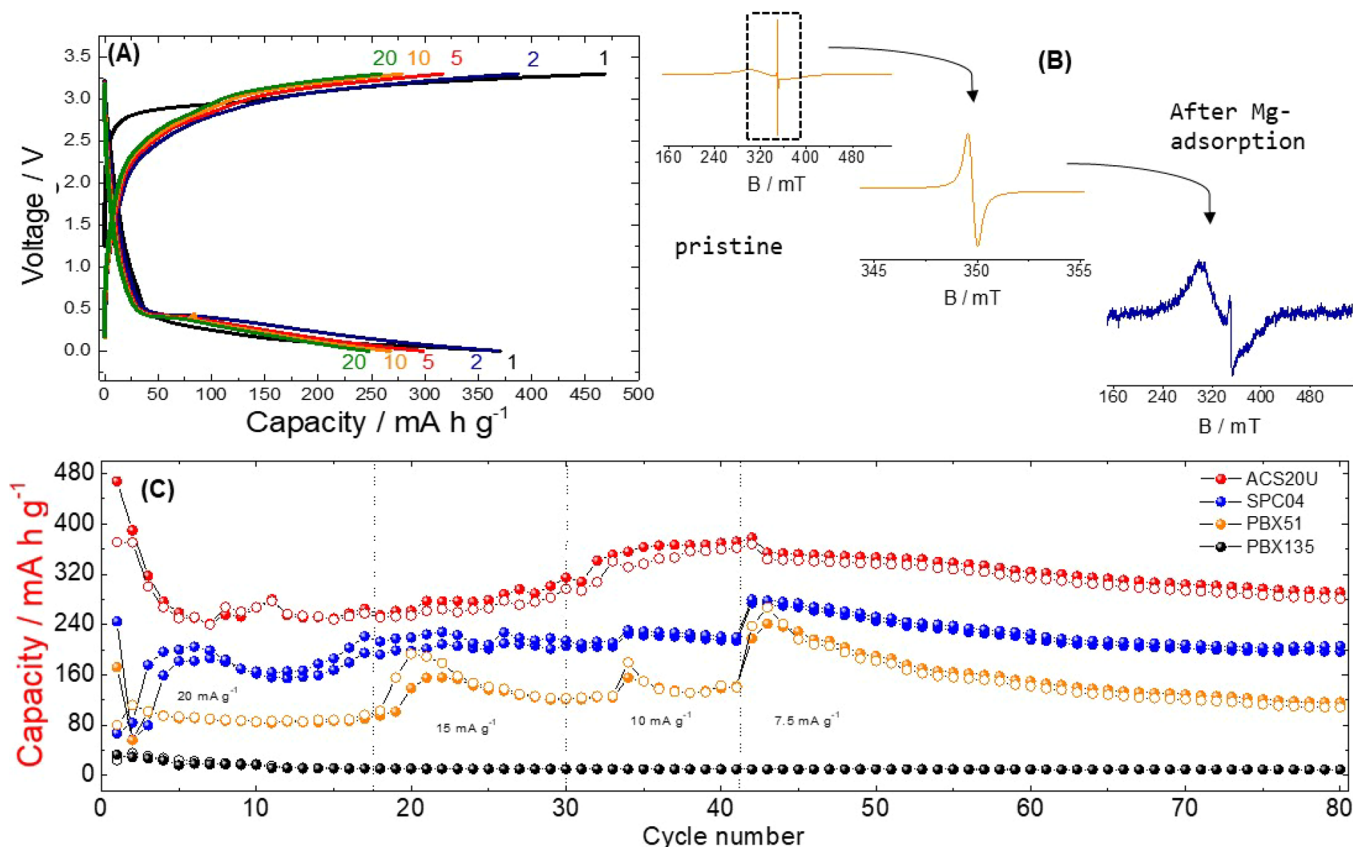 (A)
20 10 5 2 1
3.5
3.0
2.5
2.0
1.5
1.0
0.5
0.0
Voltage / V
20 10 5 2 1
0 50 100 150 200 250 300 350 400 450 500
Capacity / mA h g⁻¹
(B)
160 240 320 400 480
B / mT
After Mg-
adsorption
pristine
345 350 355
B / mT
160 240 320 400 480
B / mT
(C)
480
400
320
240
160
80
0
Capacity / mA h g⁻¹
ACS20U
SPC04
PBX51
PBX135
20 mA g⁻¹
15 mA g⁻¹
10 mA g⁻¹
7.5 mA g⁻¹
0 10 20 30 40 50 60 70 80
Cycle number